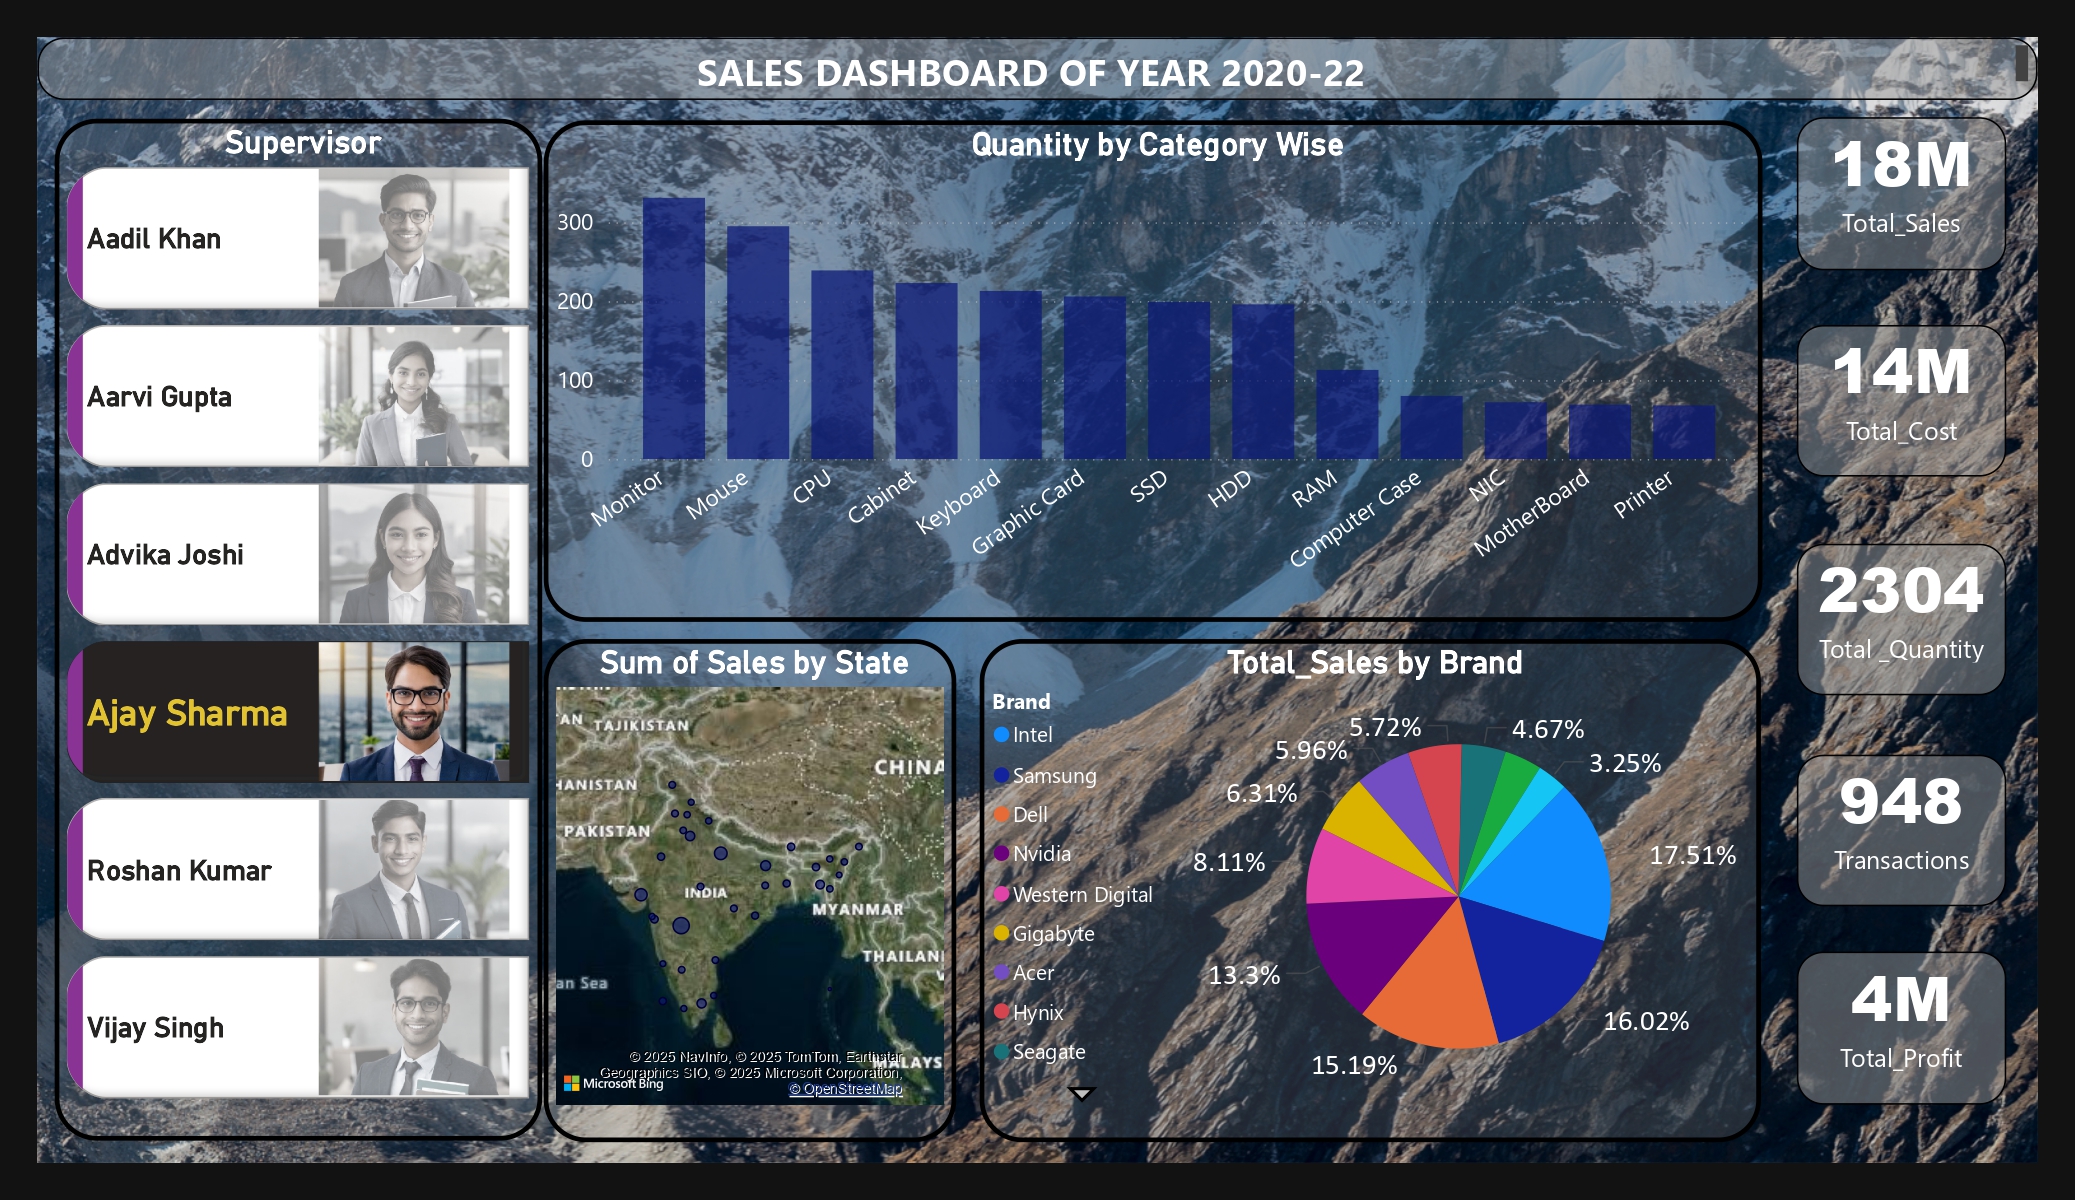 SALES DASHBOARD OF YEAR 2020-22
Supervisor
Aadil Khan
Aarvi Gupta
Advika Joshi
Ajay Sharma
Roshan Kumar
Vijay Singh
Quantity by Category Wise
300
200
100
0
Monitor
Mouse
CPU
Cabinet
Keyboard
Graphic Card
SSD
HDD
RAM
Computer Case
NIC
MotherBoard
Printer
Sum of Sales by State
TAJIKISTAN
CHINA
HANISTAN
PAKISTAN
INDIA
MYANMAR
THAILAN
an Sea
MALAYS
© 2025 NavInfo, © 2025 TomTom, Earthstar
Geographics SIO, © 2025 Microsoft Corporation,
© OpenStreetMap
Microsoft Bing
Total_Sales by Brand
Brand
Intel
Samsung
Dell
Nvidia
Western Digital
Gigabyte
Acer
Hynix
Seagate
5.72%
4.67%
5.96%
3.25%
6.31%
17.51%
8.11%
13.3%
16.02%
15.19%
18M
Total_Sales
14M
Total_Cost
2304
Total _Quantity
948
Transactions
4M
Total_Profit